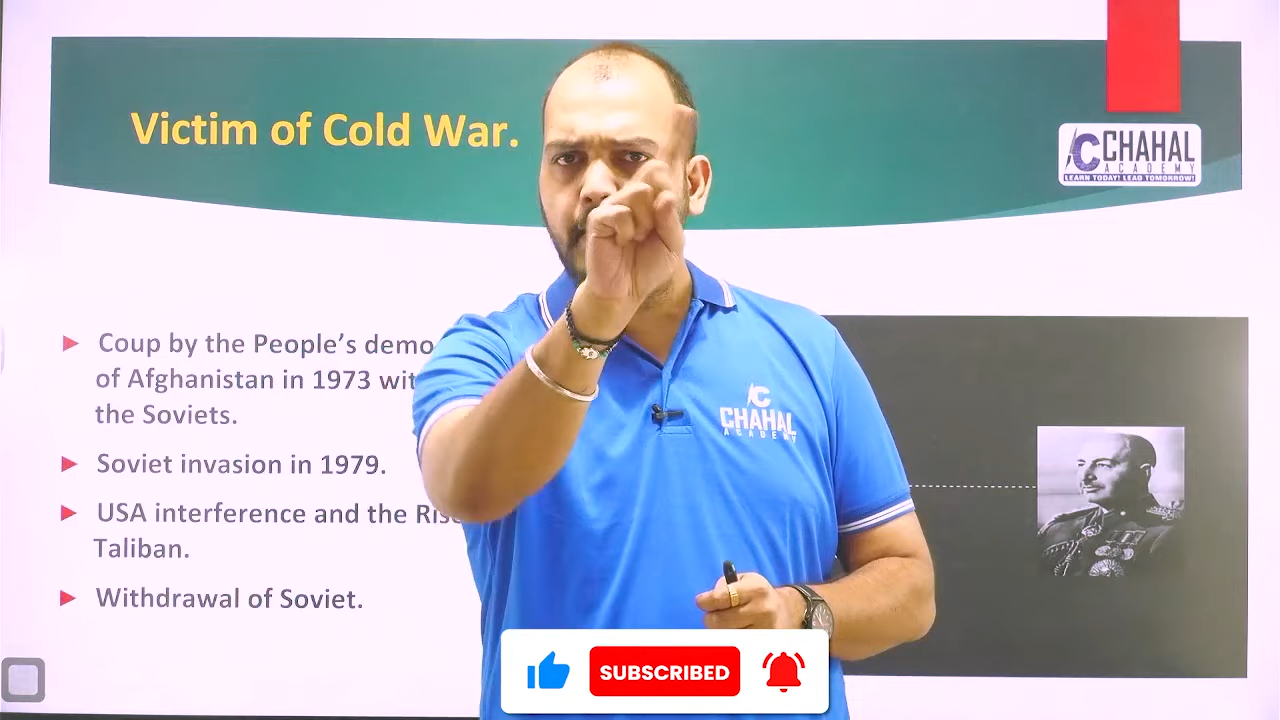 Victim of Cold War.
CHAHAL
ACADEMY
LEARN TODAY! LEAD TOMORROW!
► Coup by the People's demo
of Afghanistan in 1973 wit
the Soviets.
► Soviet invasion in 1979.
► USA interference and the Rise
Taliban.
► Withdrawal of Soviet.
CHAHAL
ACADEMY
SUBSCRIBED